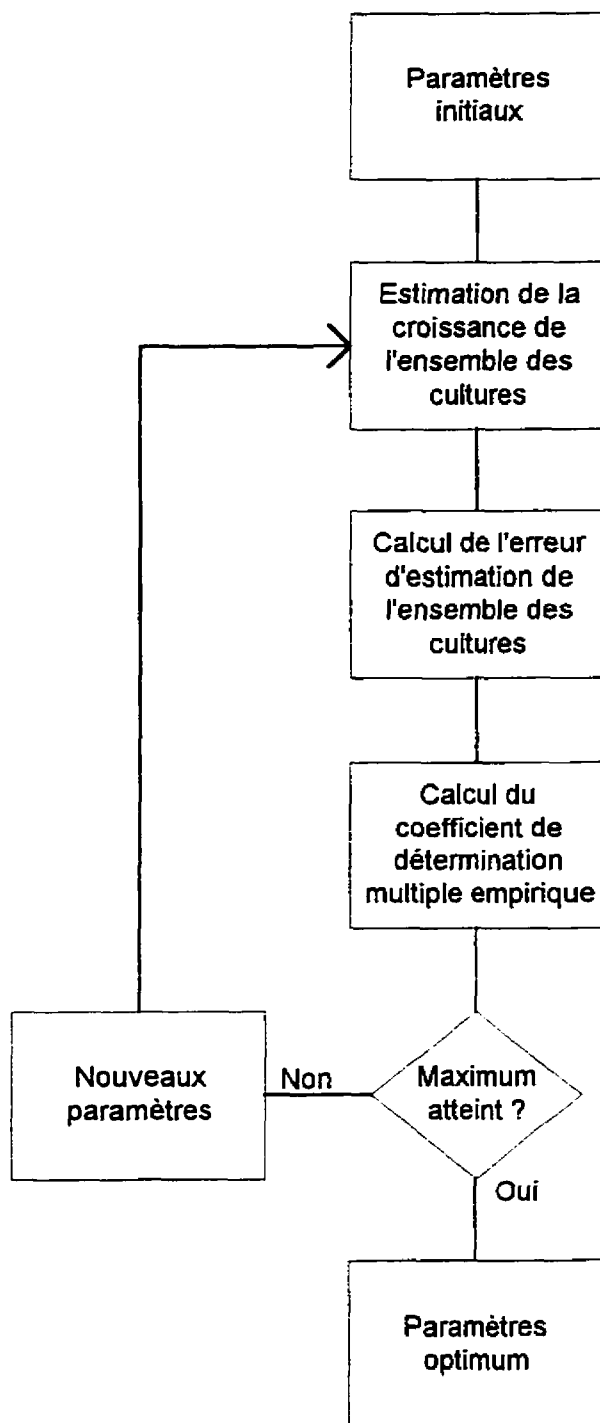 Paramètres
initiaux
Estimation de la
croissance de
l'ensemble des
cultures
Calcul de l'erreur
d'estimation de
l'ensemble des
cultures
Calcul du
coefficient de
détermination
multiple empirique
Maximum
atteint ?
Non
Nouveaux
paramètres
Oui
Paramètres
optimum